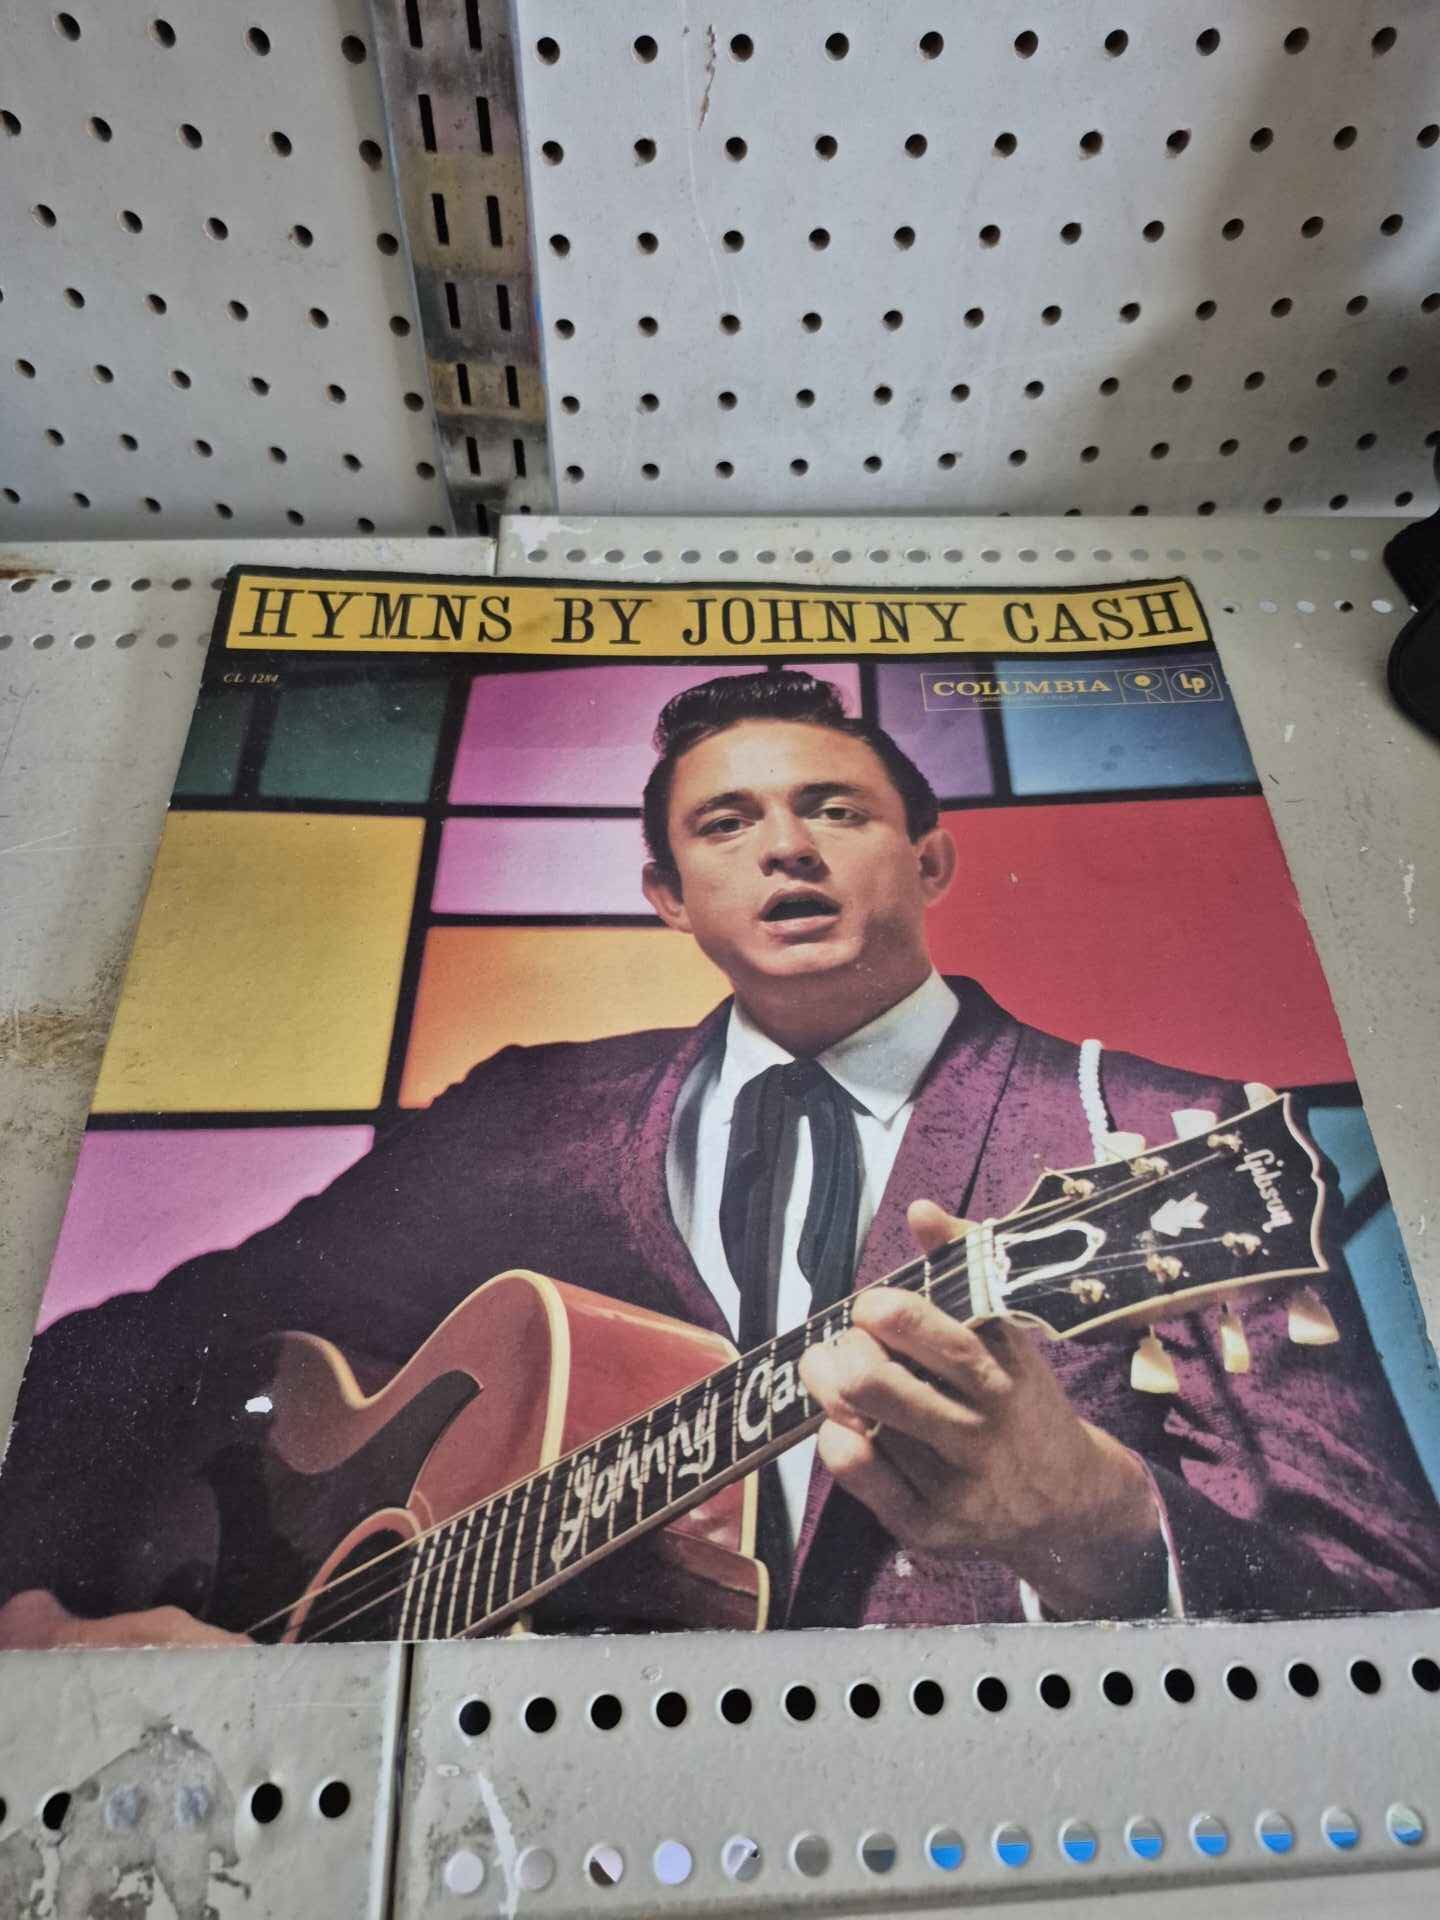 HYMNS BY JOHNNY CASH
CL 1284
COLUMBIA
Lp
Gibson
Johnny Cash